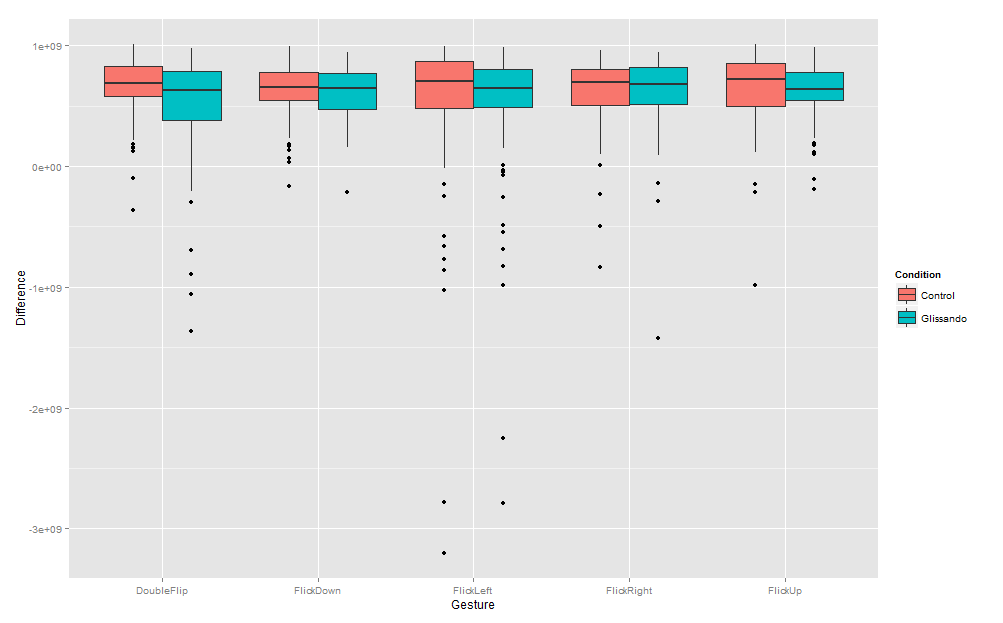 1e+09
0e+00
-1e+09
-2e+09
-3e+09
Difference
DoubleFlip FlickDown FlickLeft FlickRight FlickUp
Gesture
Condition
Control
Glissando